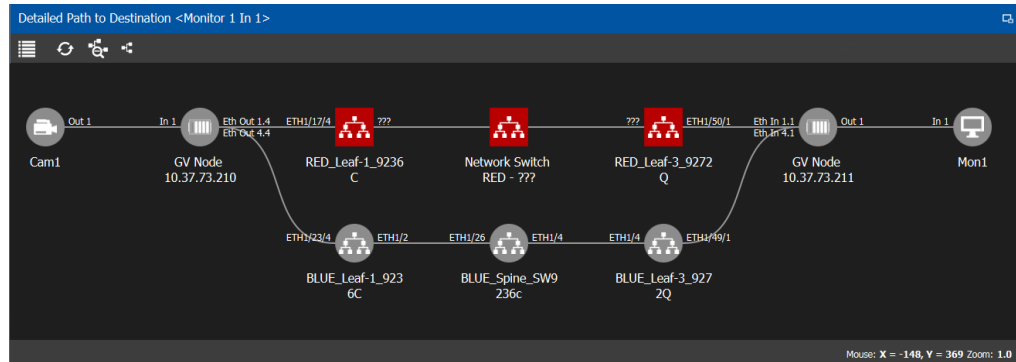 Detailed Path to Destination <Monitor 1 In 1>
Out 1
In 1
Eth Out 1.4
Eth Out 4.4
ETH1/17/4
???
???
ETH1/50/1
Eth In 1.1
Eth In 4.1
Out 1
In 1
Cam1
GV Node
10.37.73.210
RED_Leaf-1_9236
C
Network Switch
RED - ???
RED_Leaf-3_9272
Q
GV Node
10.37.73.211
Mon1
ETH1/23/4
ETH1/2
ETH1/26
ETH1/4
ETH1/4
ETH1/49/1
BLUE_Leaf-1_923
6C
BLUE_Spine_SW9
236c
BLUE_Leaf-3_927
2Q
Mouse: X = -148, Y = 369 Zoom: 1.0